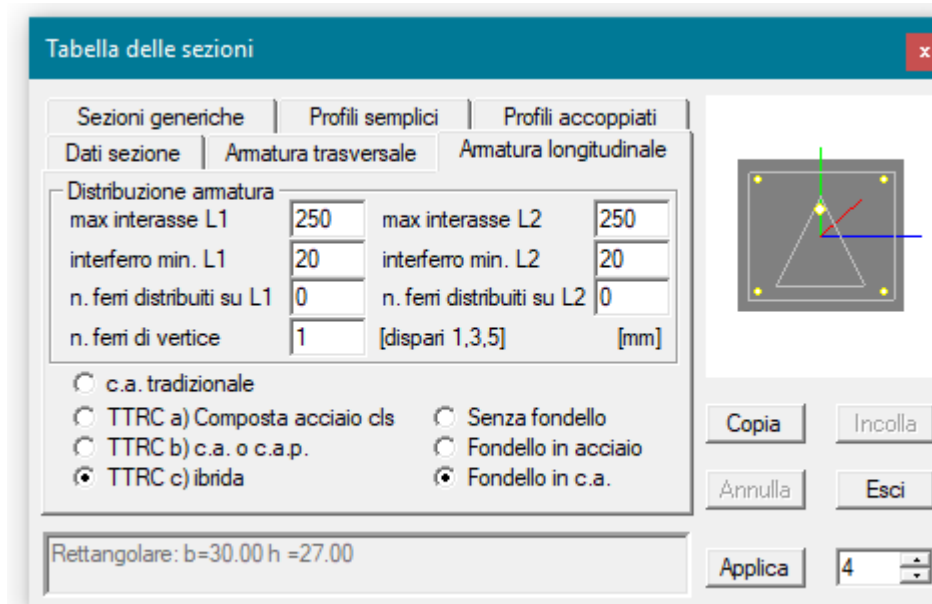 Tabella delle sezioni
x
Sezioni generiche Profili semplici Profili accoppiati
Dati sezione Armatura trasversale Armatura longitudinale
Distribuzione armatura
max interasse L1 250 max interasse L2 250
interferro min. L1 20 interferro min. L2 20
n. ferri distribuiti su L1 0 n. ferri distribuiti su L2 0
n. ferri di vertice 1 [dispari 1,3,5] [mm]
c.a. tradizionale
TTRC a) Composta acciaio cls Senza fondello
TTRC b) c.a. o c.a.p. Fondello in acciaio
TTRC c) ibrida Fondello in c.a.
Copia Incolla
Annulla Esci
Rettangolare: b=30.00 h =27.00
Applica 4